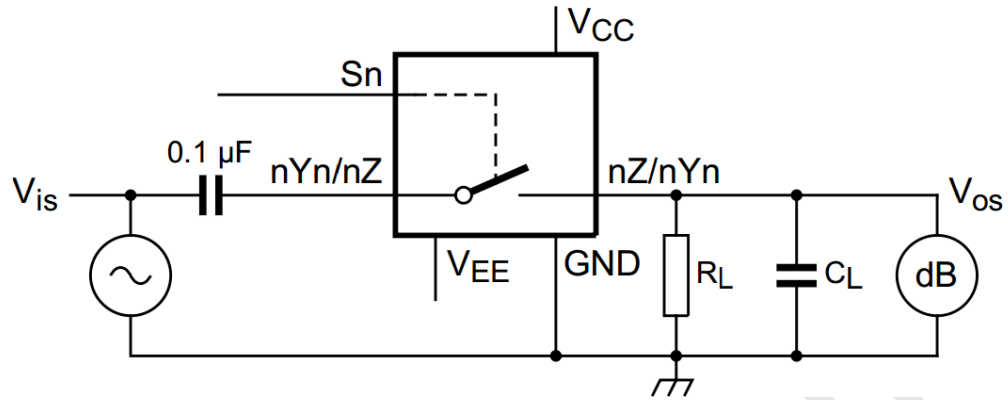 VCC
Sn
0.1 µF
nYn/nZ
nZ/nYn
Vis
Vos
VEE
GND
RL
CL
dB